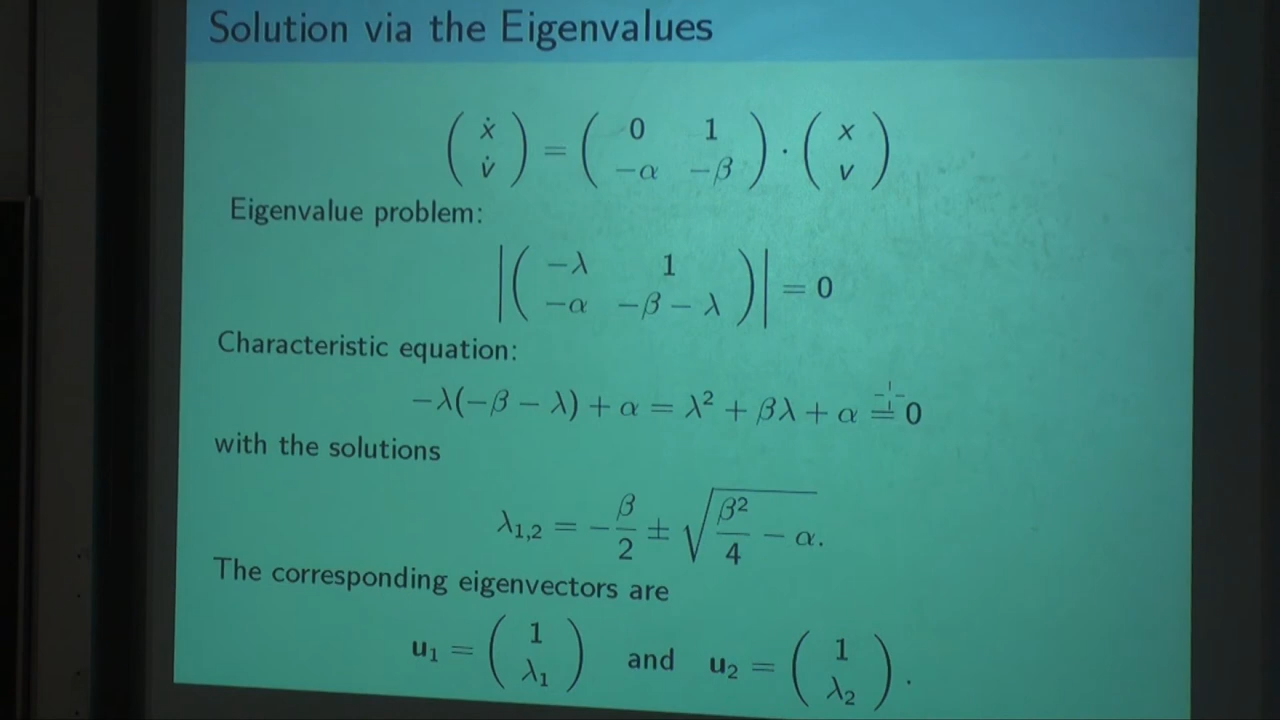 Solution via the Eigenvalues
( ẋ v̇ ) = ( 0 1 −α −β ) · ( x v )
Eigenvalue problem:
|( −λ 1 −α −β − λ )| = 0
Characteristic equation:
−λ(−β − λ) + α = λ² + βλ + α = 0
with the solutions
λ₁,₂ = −β/2 ± √(β²/4 − α).
The corresponding eigenvectors are
u₁ = ( 1 λ₁ ) and u₂ = ( 1 λ₂ ).